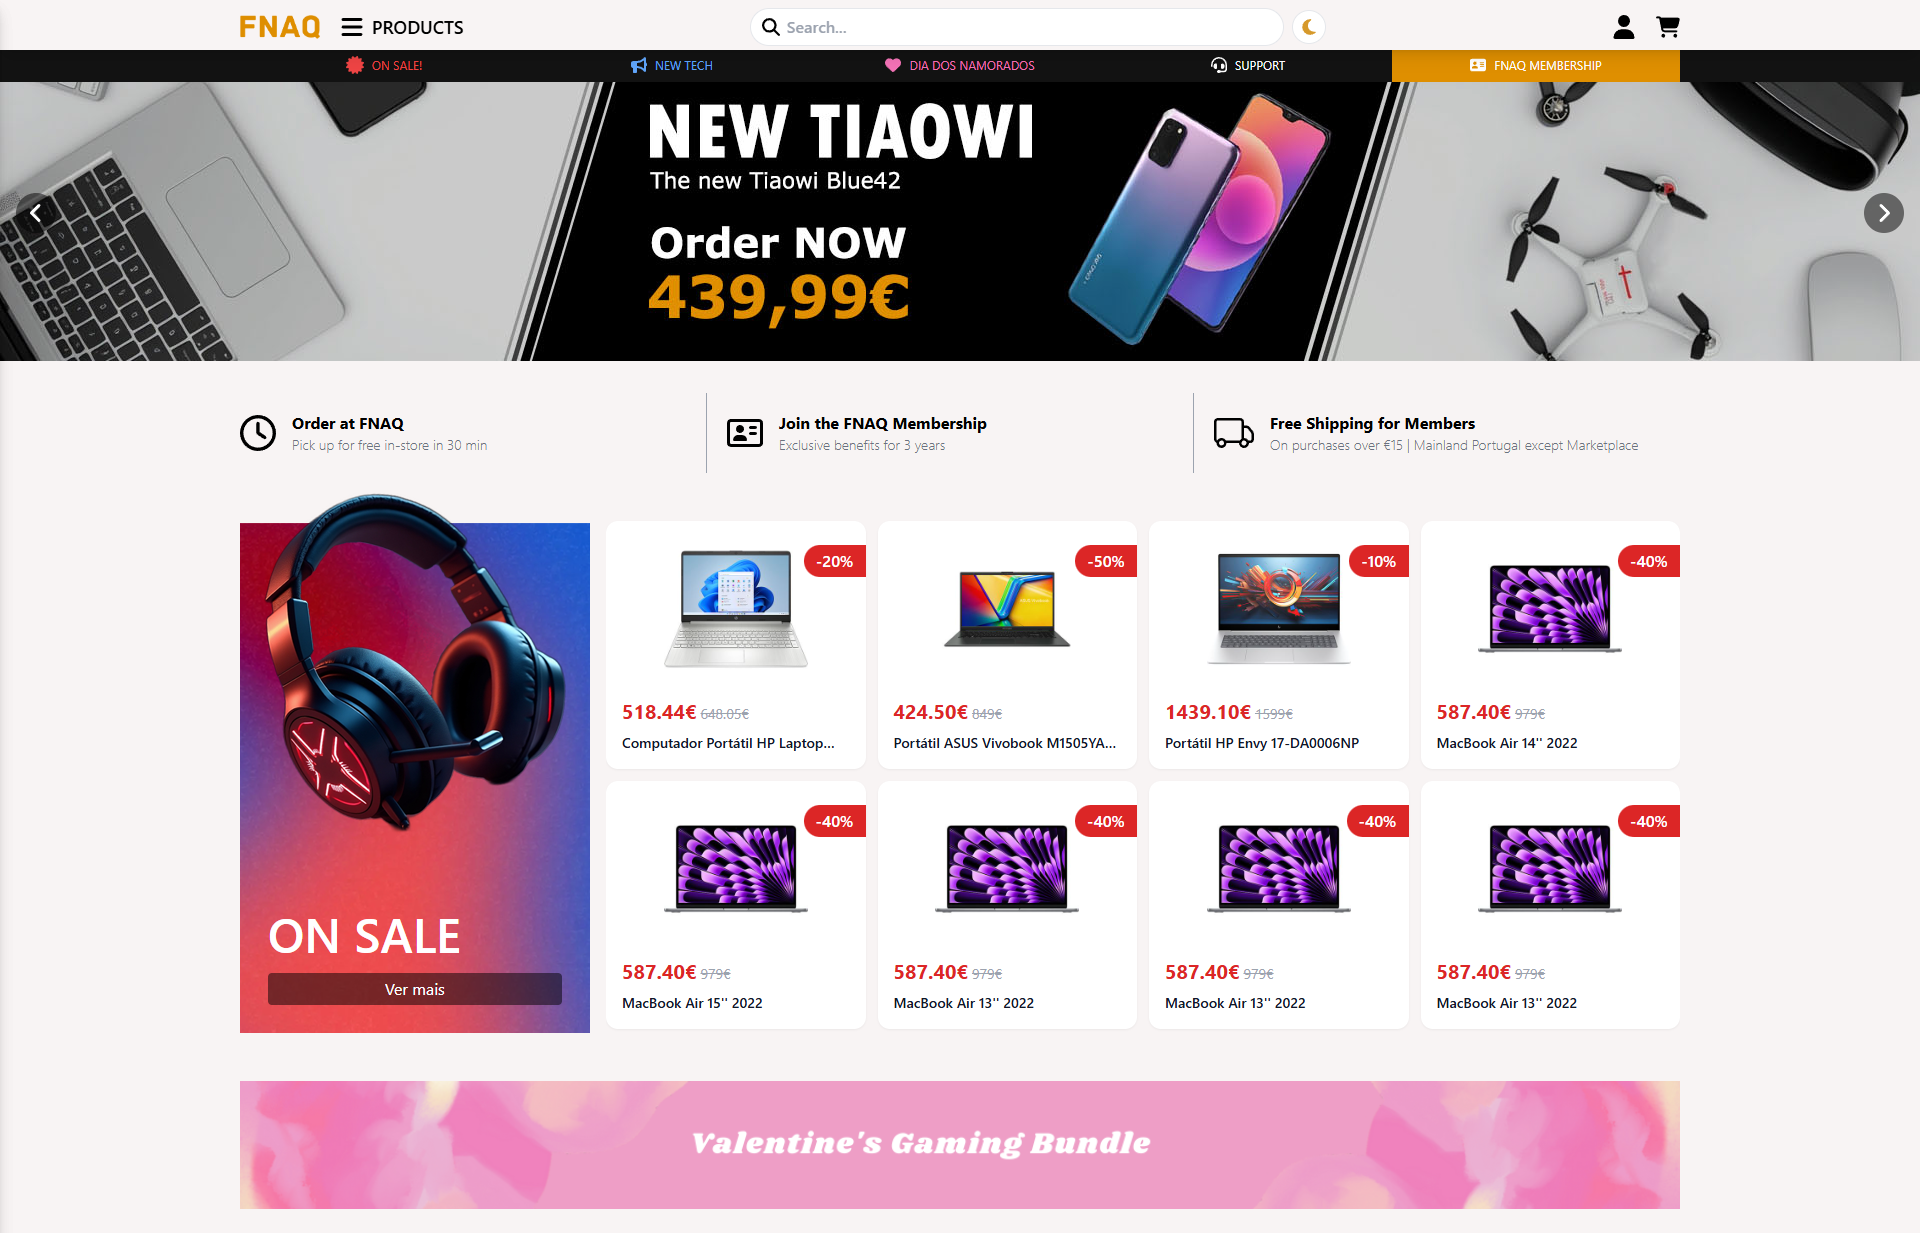 FNAQ
PRODUCTS
Search...
ON SALE!
NEW TECH
DIA DOS NAMORADOS
SUPPORT
FNAQ MEMBERSHIP
NEW TIAOWI
The new Tiaowi Blue42
Order NOW
439,99€
Order at FNAQ
Pick up for free in-store in 30 min
Join the FNAQ Membership
Exclusive benefits for 3 years
Free Shipping for Members
On purchases over €15 | Mainland Portugal except Marketplace
ON SALE
Ver mais
-20%
518.44€ 648.05€
Computador Portátil HP Laptop...
-50%
424.50€ 849€
Portátil ASUS Vivobook M1505YA...
-10%
1439.10€ 1599€
Portátil HP Envy 17-DA0006NP
-40%
587.40€ 979€
MacBook Air 14'' 2022
-40%
587.40€ 979€
MacBook Air 15'' 2022
-40%
587.40€ 979€
MacBook Air 13'' 2022
-40%
587.40€ 979€
MacBook Air 13'' 2022
-40%
587.40€ 979€
MacBook Air 13'' 2022
Valentine's Gaming Bundle